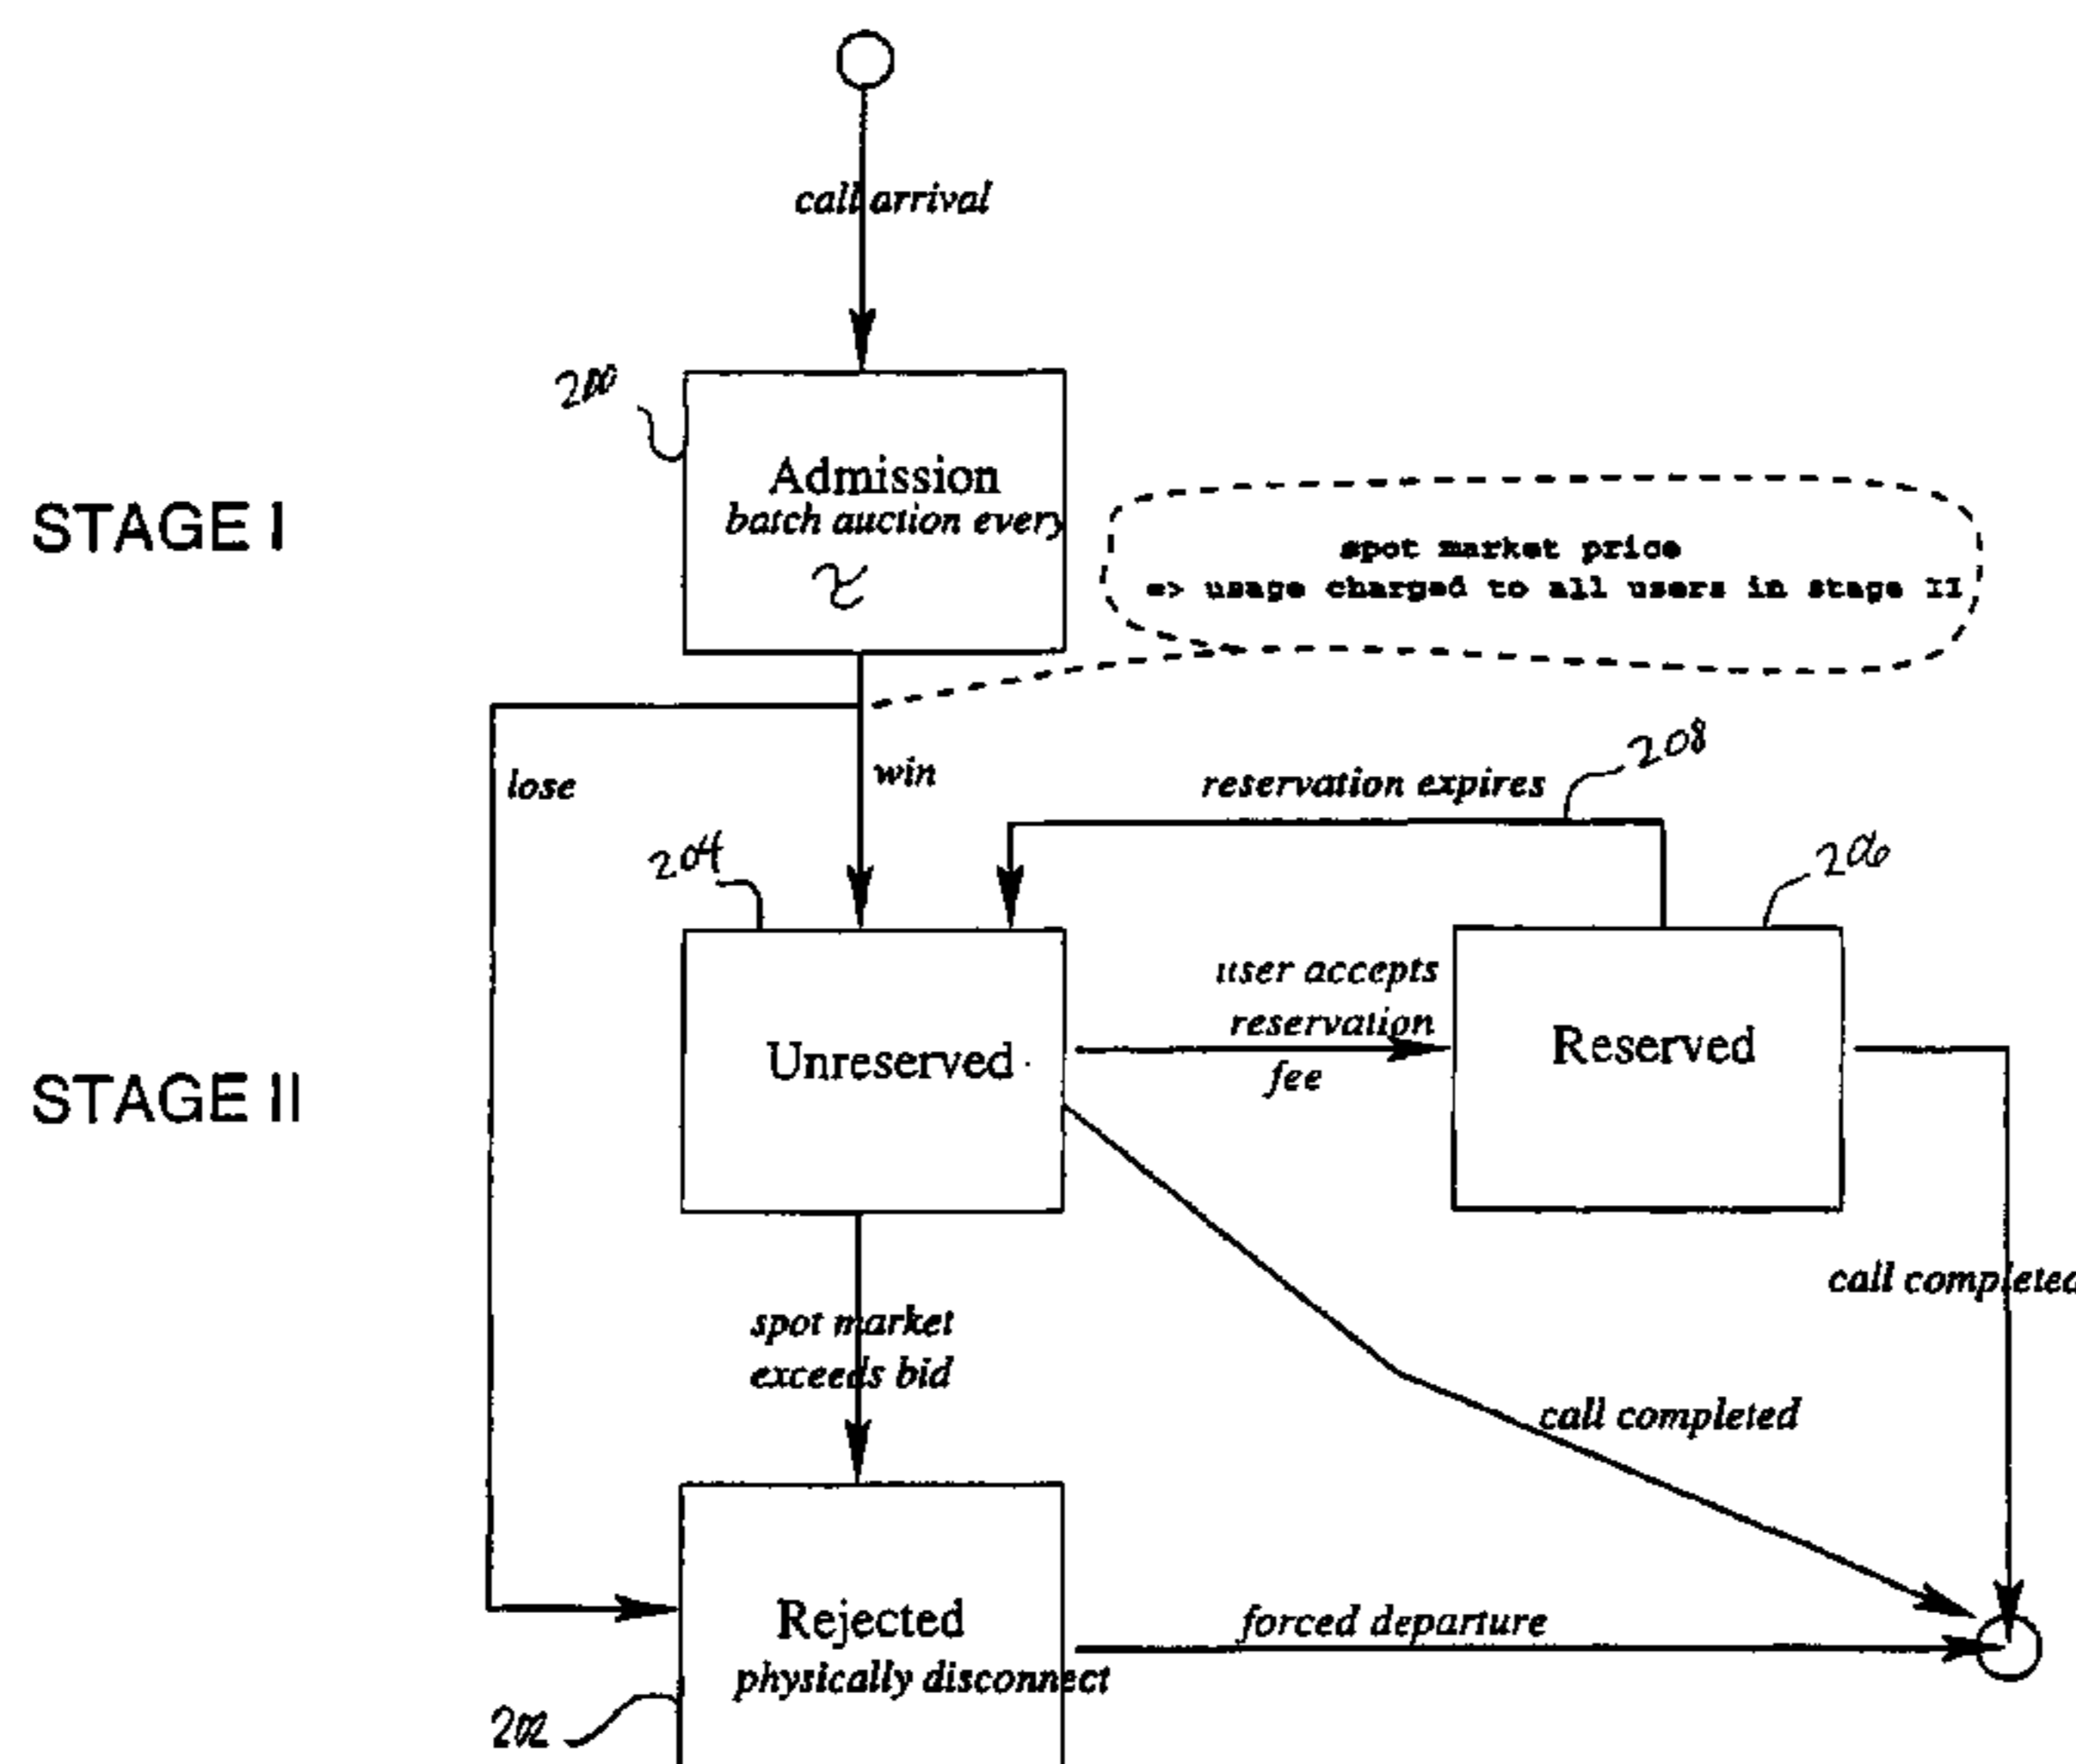 call arrival
200
STAGE I
Admission
batch auction every
τ
spot market price
=> usage charged to all users in stage II
lose
win
reservation expires
208
204
206
STAGE II
Unreserved
user accepts
reservation
fee
Reserved
spot market
exceeds bid
call completed
call completed
Rejected
physically disconnect
forced departure
202